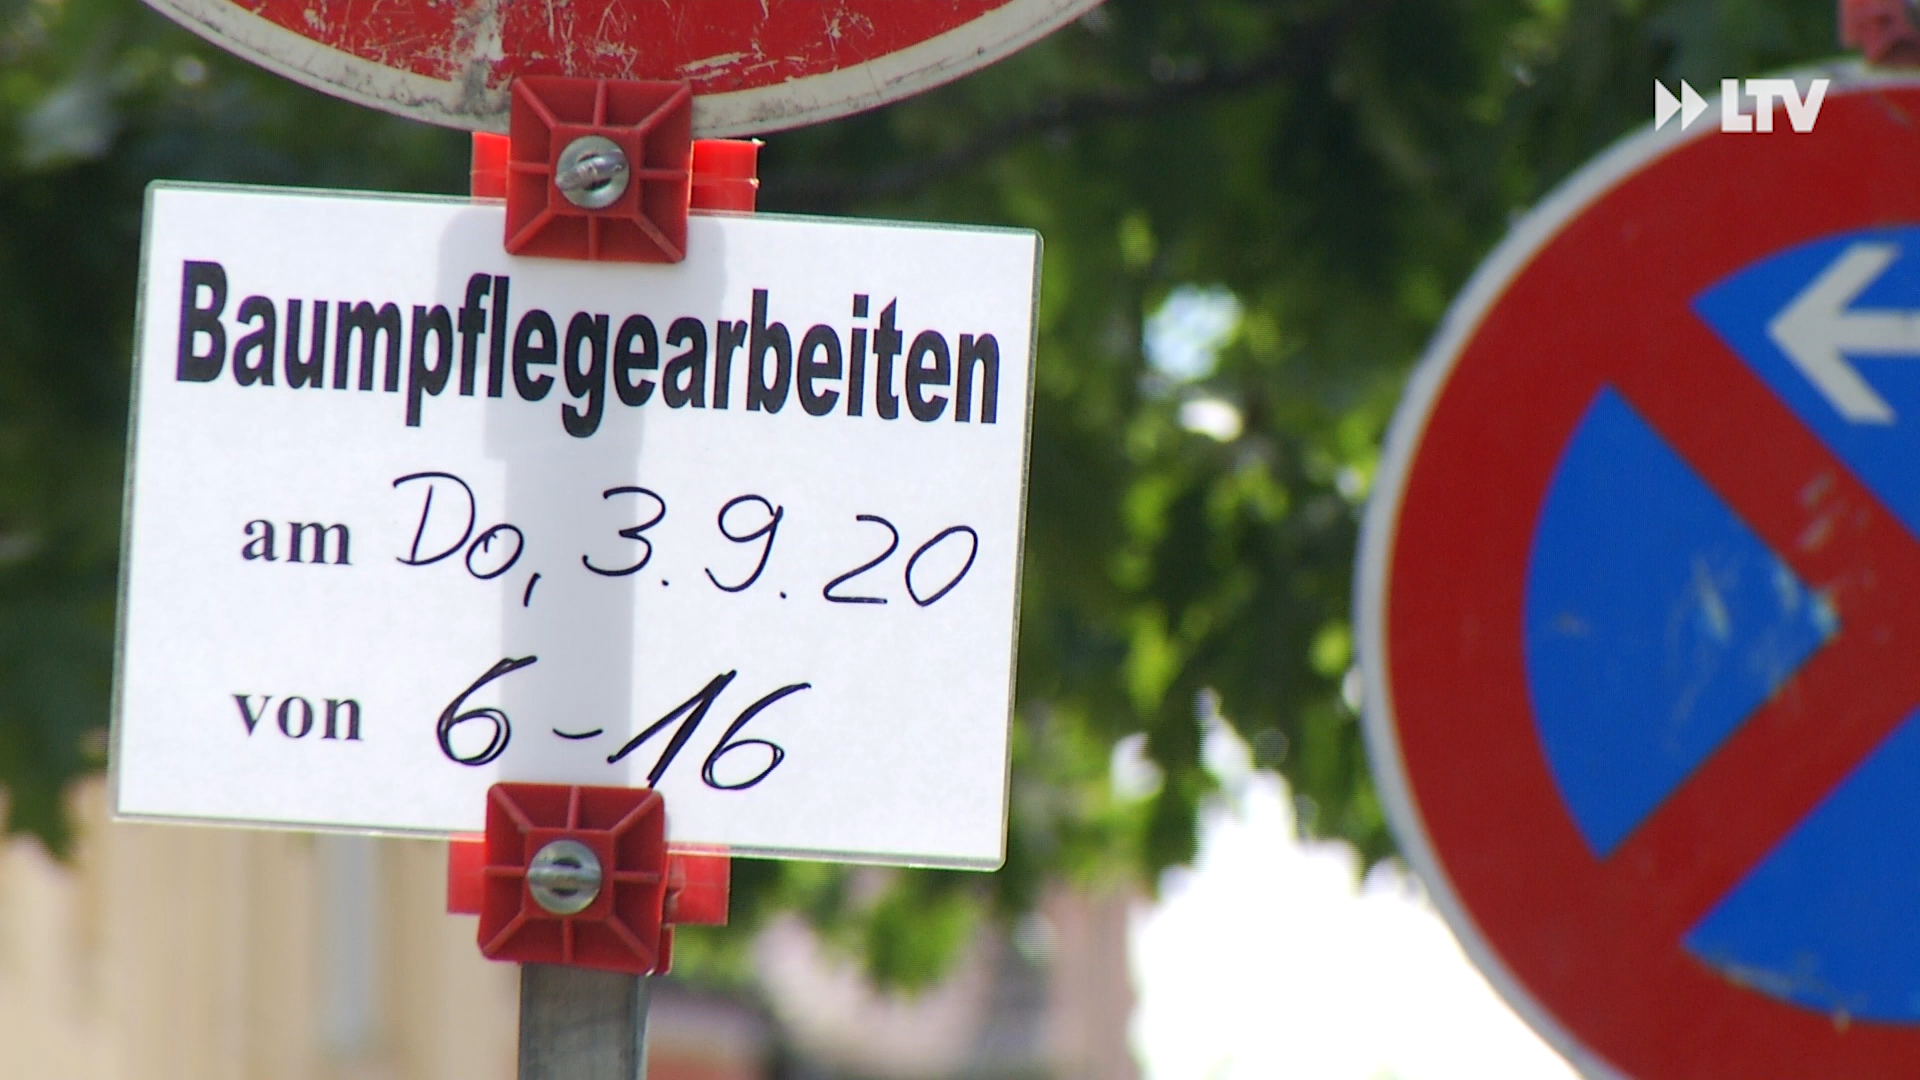 LTV
Baumpflegearbeiten
am Do, 3.9.20
von 6-16